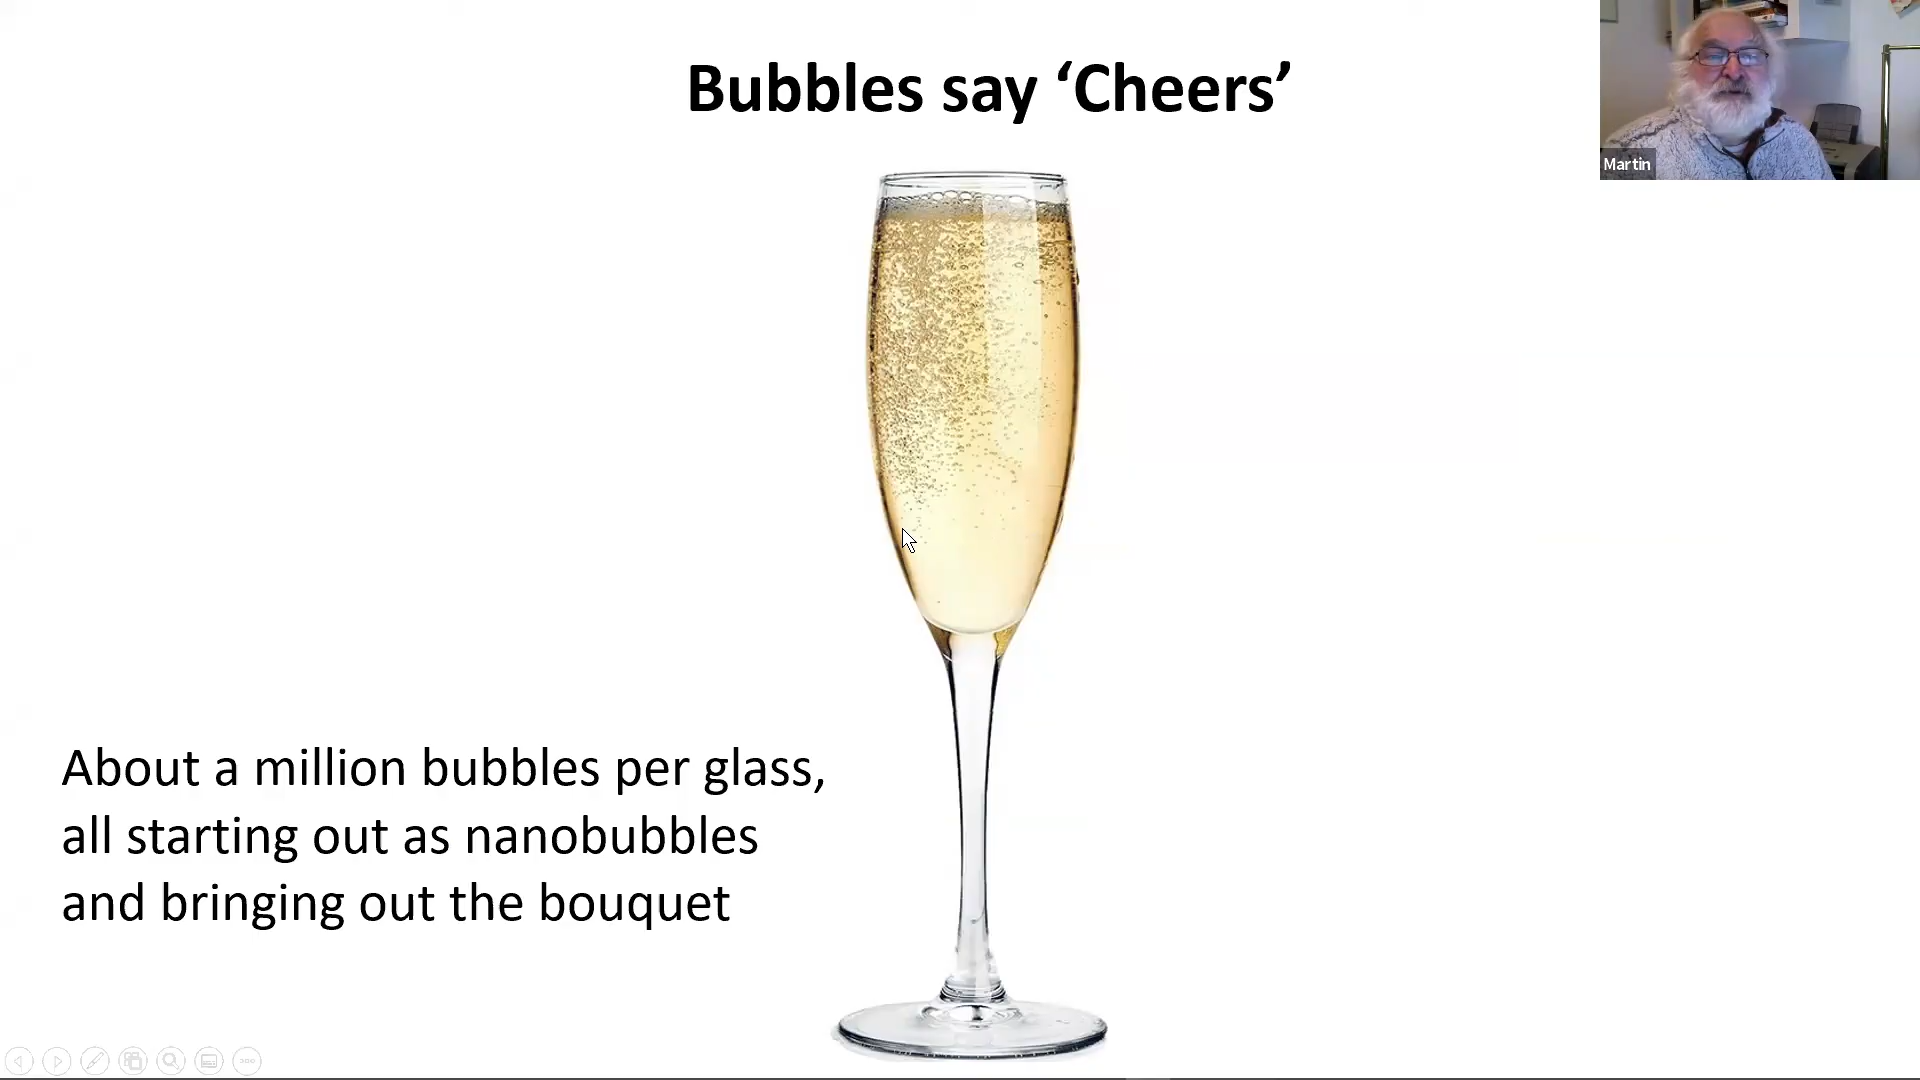 Bubbles say ‘Cheers’
Martin
About a million bubbles per glass,
all starting out as nanobubbles
and bringing out the bouquet